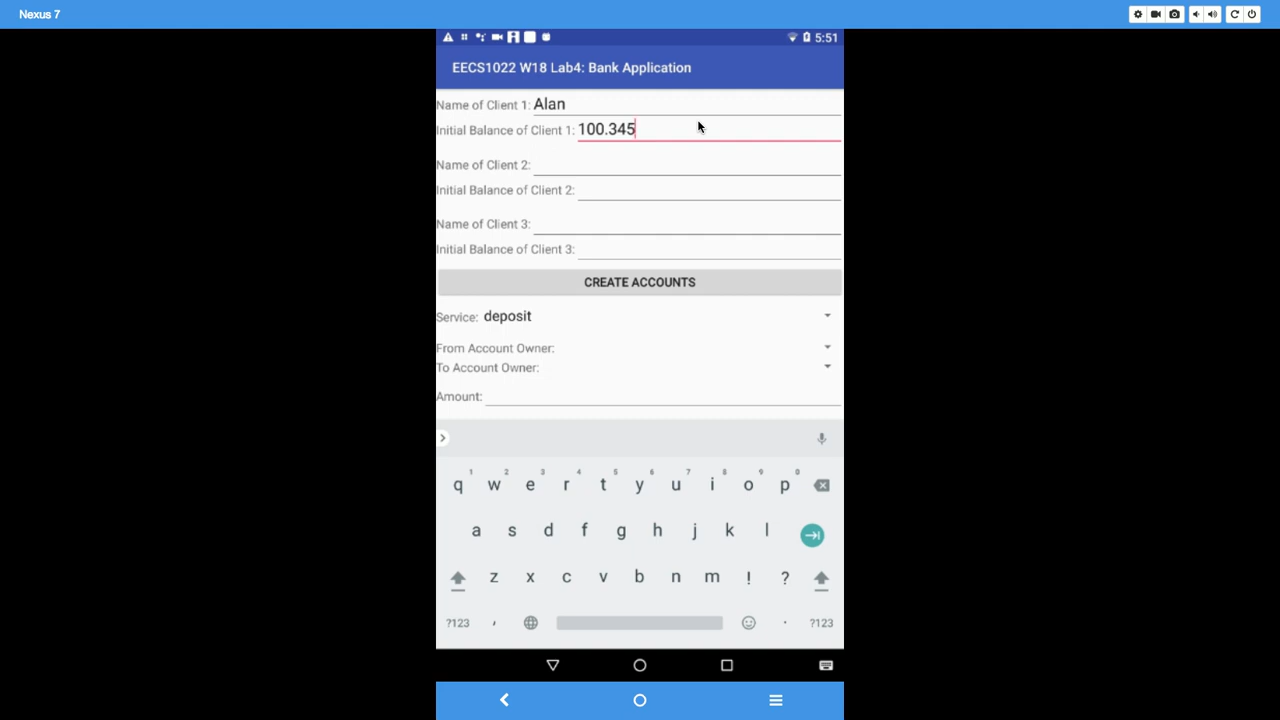 Nexus 7
5:51
EECS1022 W18 Lab4: Bank Application
Name of Client 1: Alan
Initial Balance of Client 1: 100.345
Name of Client 2:
Initial Balance of Client 2:
Name of Client 3:
Initial Balance of Client 3:
CREATE ACCOUNTS
Service: deposit
From Account Owner:
To Account Owner:
Amount:
1 2 3 4 5 6 7 8 9 0
q w e r t y u i o p
a s d f g h j k l
z x c v b n m ! ?
?123 , . ?123